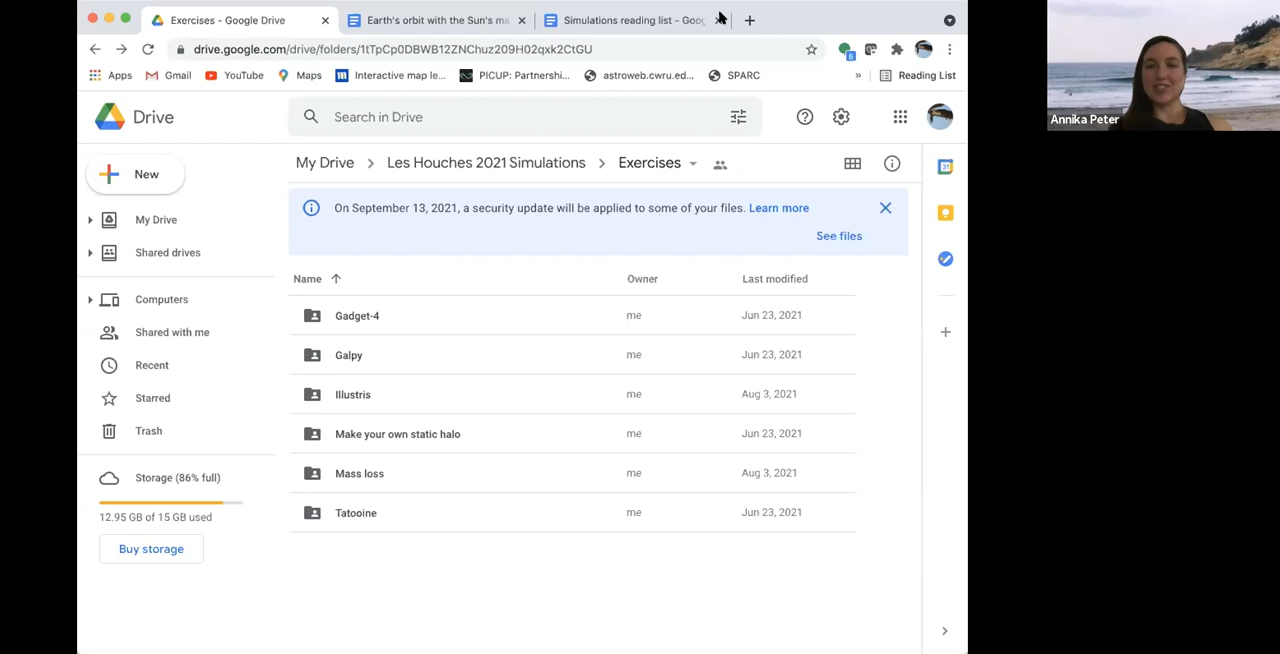 Exercises - Google Drive
Earth's orbit with the Sun's ma
Simulations reading list - Goog
drive.google.com/drive/folders/1tTpCp0DBWB12ZNChuz209H02qxk2CtGU
Apps
Gmail
YouTube
Maps
Interactive map le...
PICUP: Partnershi...
astroweb.cwru.ed...
SPARC
»
Reading List
Drive
Search in Drive
Annika Peter
New
My Drive
Les Houches 2021 Simulations
Exercises
On September 13, 2021, a security update will be applied to some of your files. Learn more
See files
My Drive
Shared drives
Computers
Shared with me
Recent
Starred
Trash
Storage (86% full)
12.95 GB of 15 GB used
Buy storage
Name
Owner
Last modified
Gadget-4 me Jun 23, 2021
Galpy me Jun 23, 2021
Illustris me Aug 3, 2021
Make your own static halo me Jun 23, 2021
Mass loss me Aug 3, 2021
Tatooine me Jun 23, 2021
31